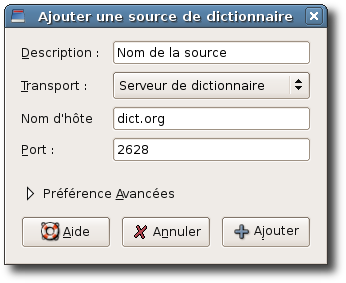 Ajouter une source de dictionnaire
Description : Nom de la source
Transport : Serveur de dictionnaire
Nom d'hôte dict.org
Port : 2628
Préférence Avancées
Aide Annuler Ajouter